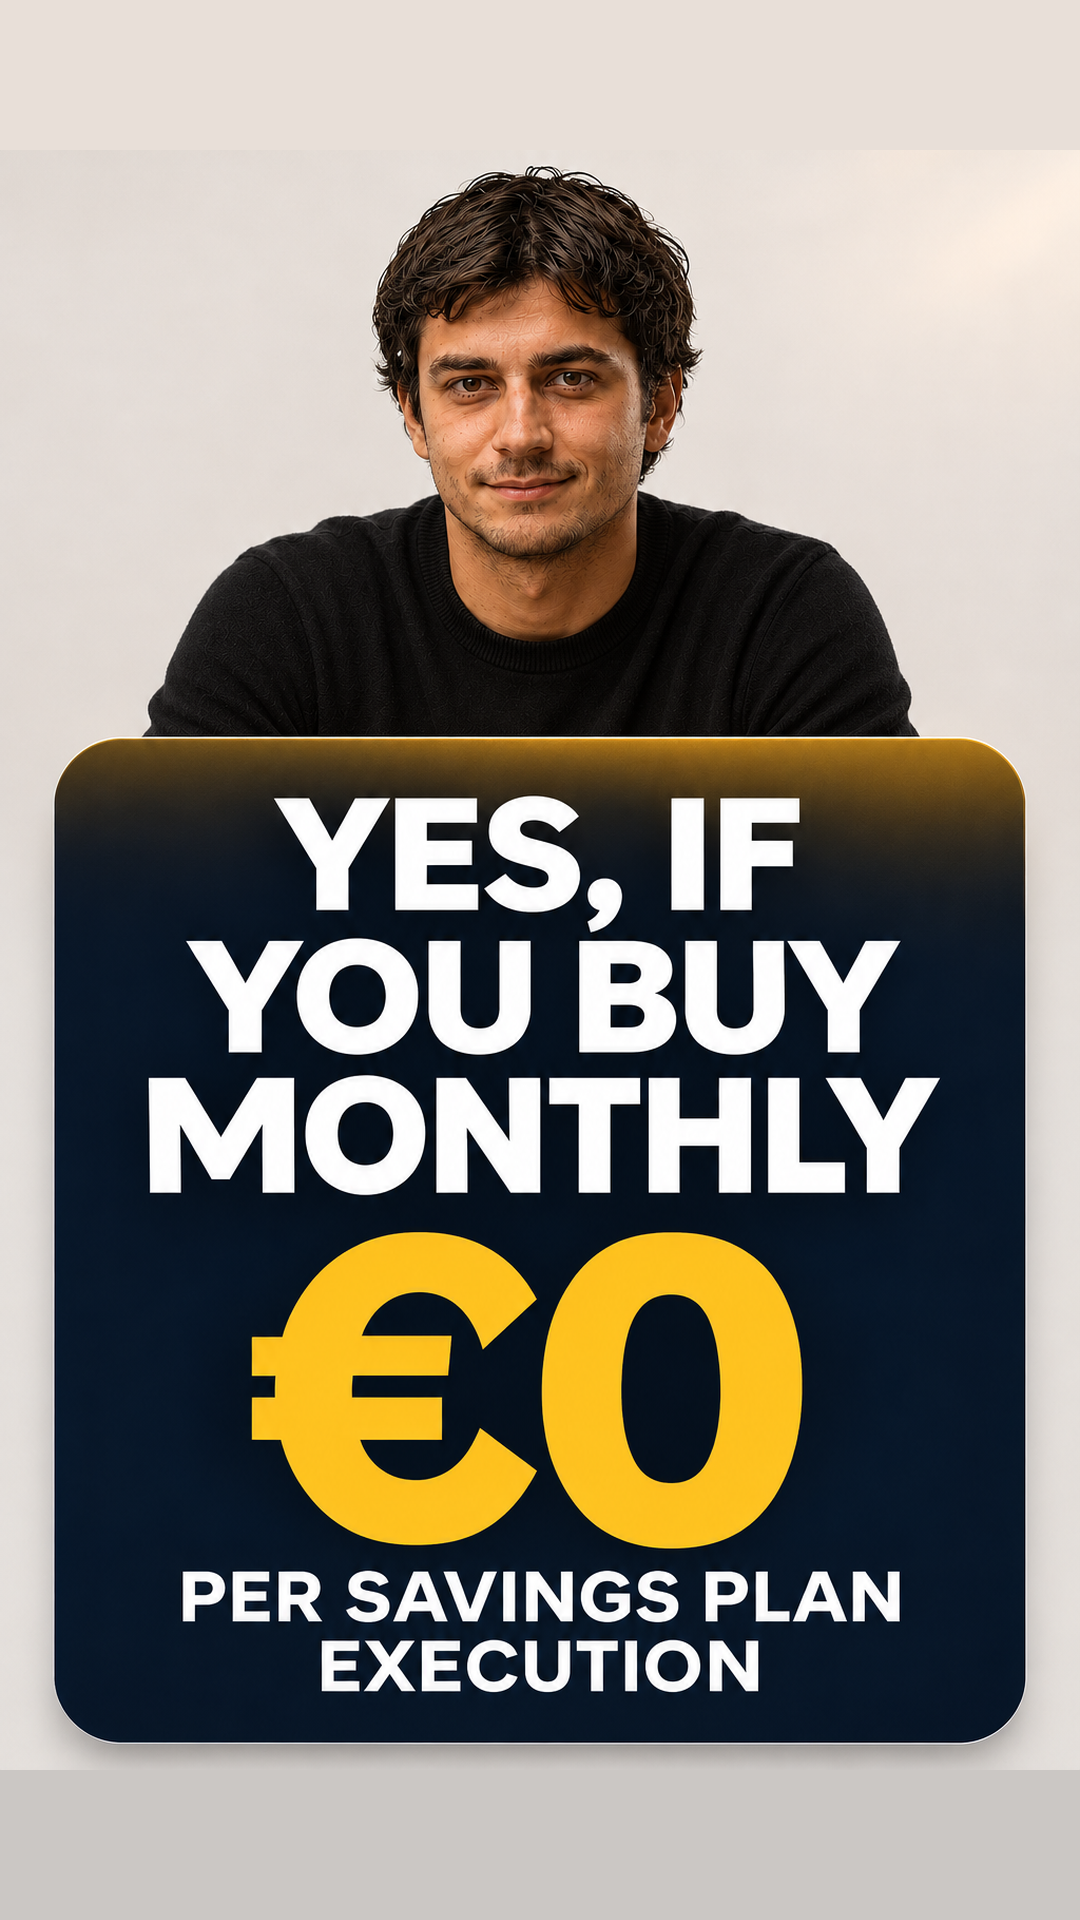 YES, IF
YOU BUY
MONTHLY
€0
PER SAVINGS PLAN
EXECUTION